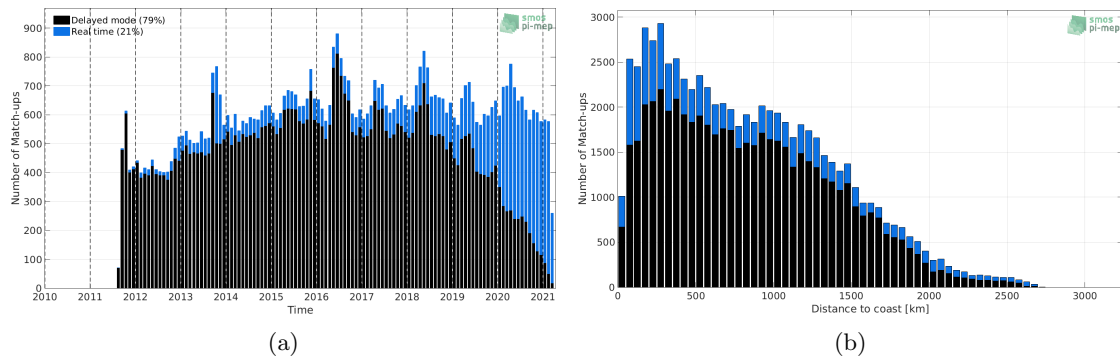 Delayed mode (79%)
Real time (21%)
smos
pi-mep
900
800
700
600
500
400
300
200
100
0
Number of Match-ups
2010 2011 2012 2013 2014 2015 2016 2017 2018 2019 2020 2021
Time
(a)
smos
pi-mep
3000
2500
2000
1500
1000
500
0
Number of Match-ups
0 500 1000 1500 2000 2500 3000
Distance to coast [km]
(b)